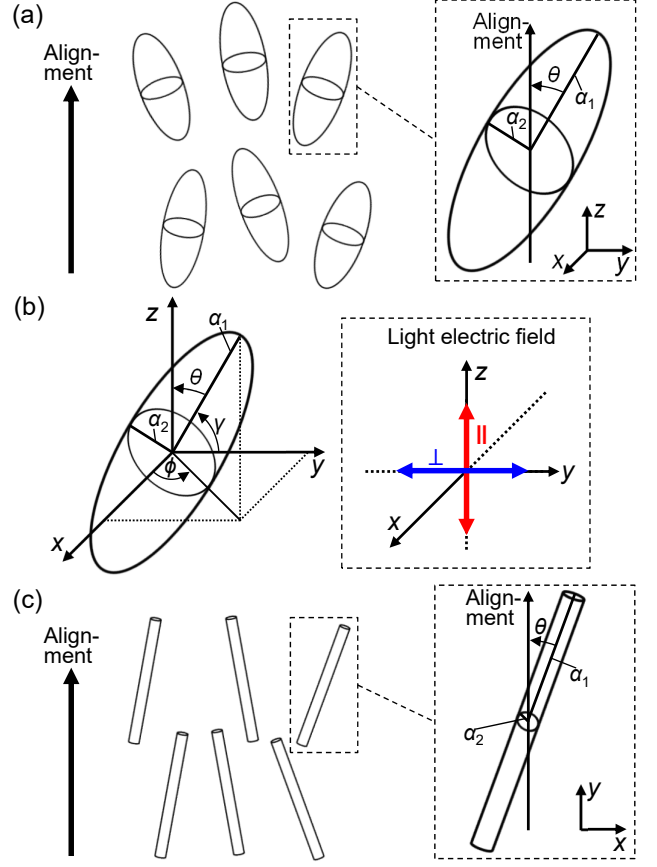 (a)
Align-
ment
Align-
ment
θ
α1
α2
z
x
y
(b)
z
α1
θ
α2
γ
ϕ
y
x
Light electric field
z
||
⊥
y
x
(c)
Align-
ment
Align-
ment
θ
α1
α2
y
x